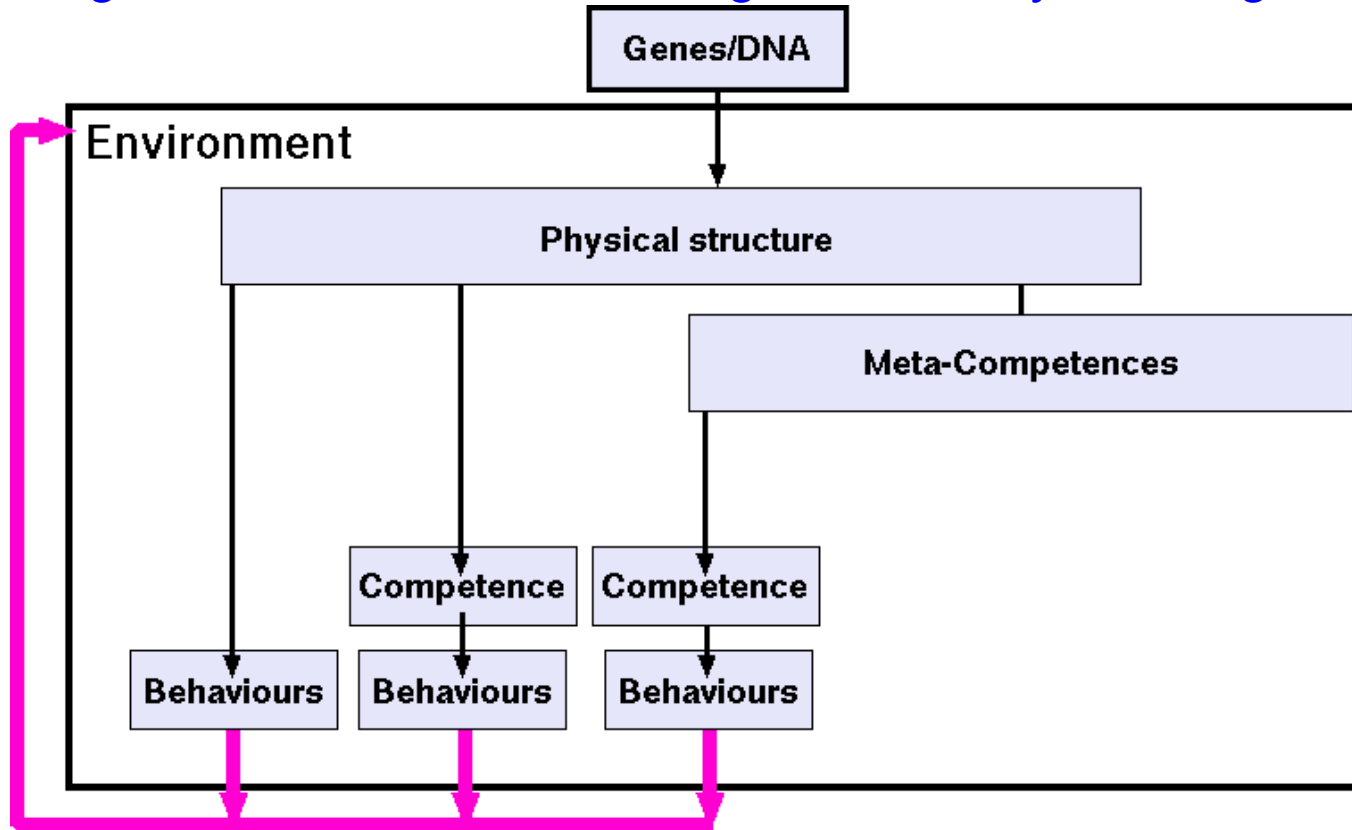 Genes/DNA
Environment
Physical structure
Meta-Competences
Competence
Competence
Behaviours
Behaviours
Behaviours